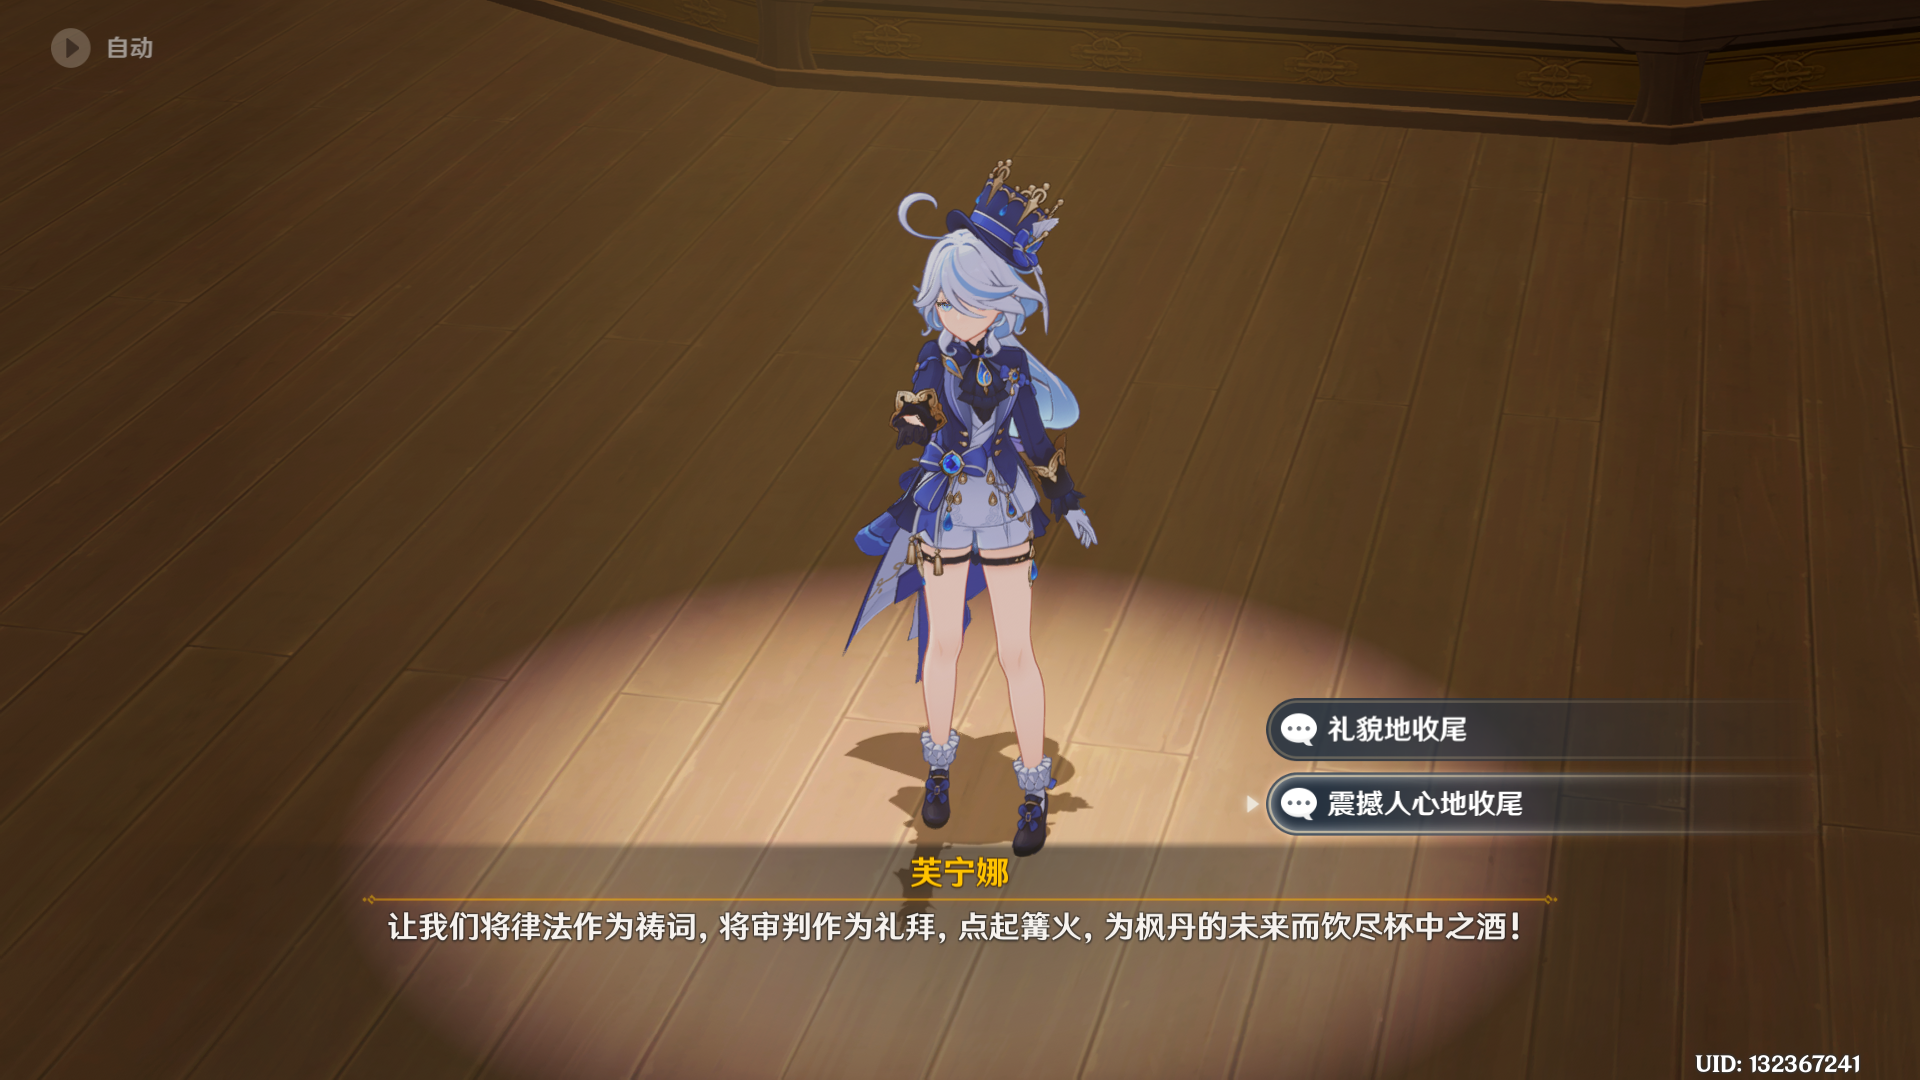 自动
礼貌地收尾
震撼人心地收尾
芙宁娜
让我们将律法作为祷词，将审判作为礼拜，点起篝火，为枫丹的未来而饮尽杯中之酒！
UID: 132367241